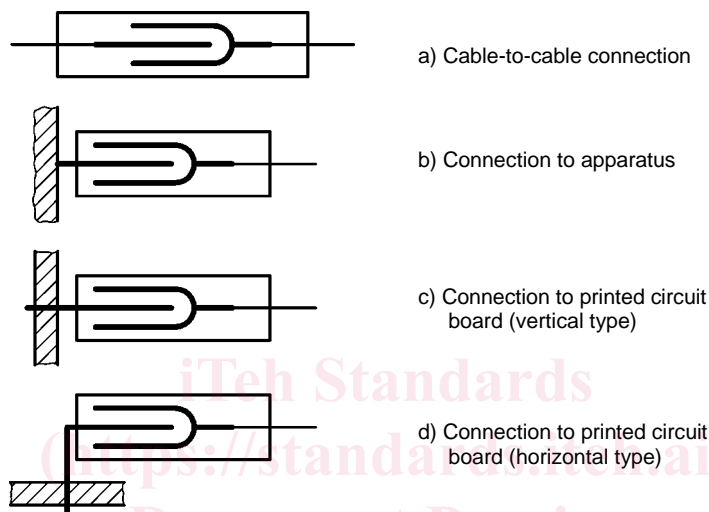 a) Cable-to-cable connection
b) Connection to apparatus
c) Connection to printed circuit
board (vertical type)
iTeh Standards
d) Connection to printed circuit
board (horizontal type)
(https://standards.iteh.ai